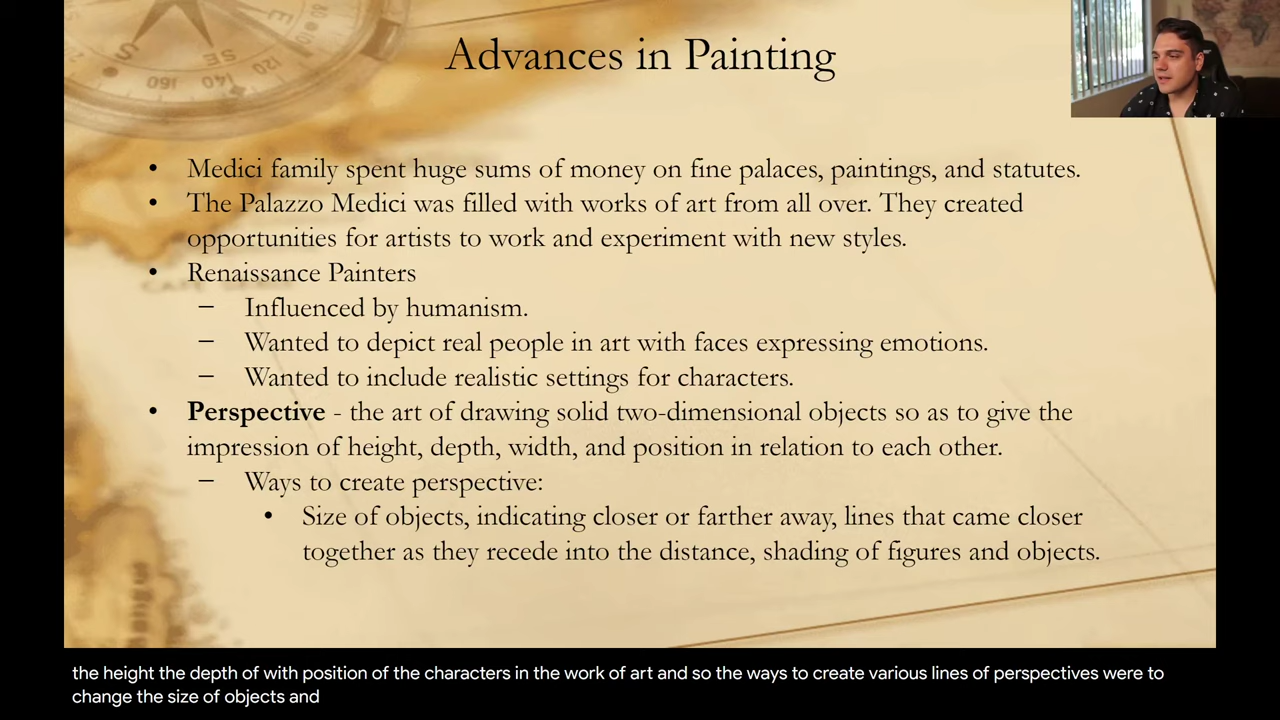 Advances in Painting
• Medici family spent huge sums of money on fine palaces, paintings, and statutes.
• The Palazzo Medici was filled with works of art from all over. They created
opportunities for artists to work and experiment with new styles.
• Renaissance Painters
– Influenced by humanism.
– Wanted to depict real people in art with faces expressing emotions.
– Wanted to include realistic settings for characters.
• Perspective - the art of drawing solid two-dimensional objects so as to give the
impression of height, depth, width, and position in relation to each other.
– Ways to create perspective:
• Size of objects, indicating closer or farther away, lines that came closer
together as they recede into the distance, shading of figures and objects.
the height the depth of with position of the characters in the work of art and so the ways to create various lines of perspectives were to
change the size of objects and
S
SE
160
140
120